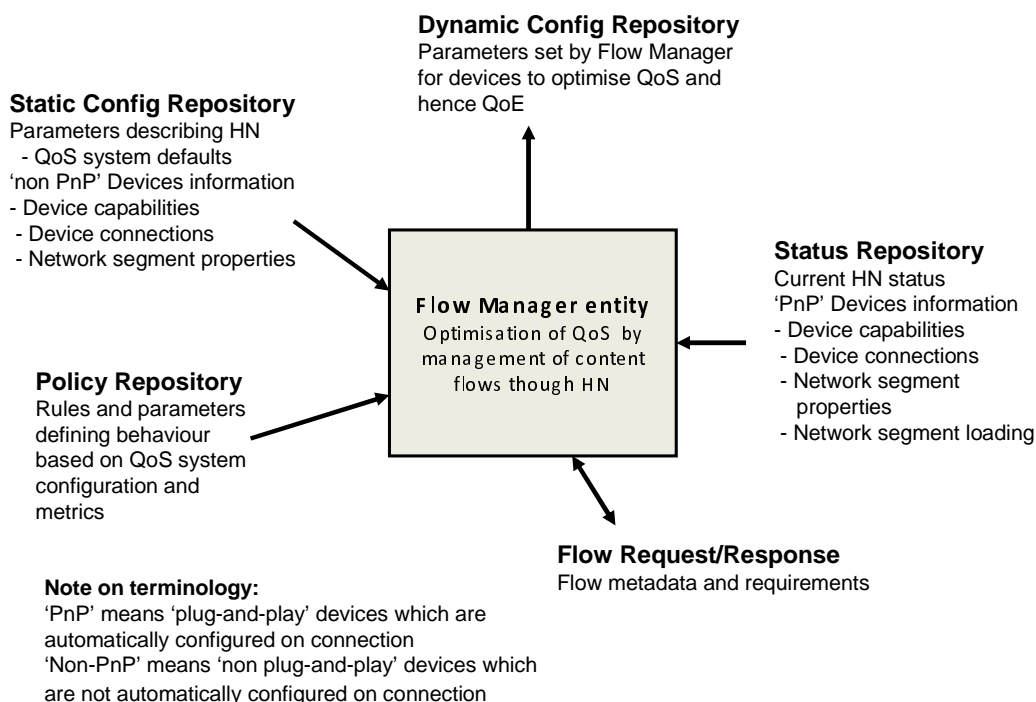 Dynamic Config Repository
Parameters set by Flow Manager
for devices to optimise QoS and
hence QoE
Static Config Repository
Parameters describing HN
- QoS system defaults
‘non PnP’ Devices information
- Device capabilities
- Device connections
- Network segment properties
Flow Manager entity
Optimisation of QoS by
management of content
flows though HN
Status Repository
Current HN status
‘PnP’ Devices information
- Device capabilities
- Device connections
- Network segment
properties
- Network segment loading
Policy Repository
Rules and parameters
defining behaviour
based on QoS system
configuration and
metrics
Flow Request/Response
Flow metadata and requirements
Note on terminology:
‘PnP’ means ‘plug-and-play’ devices which are
automatically configured on connection
‘Non-PnP’ means ‘non plug-and-play’ devices which
are not automatically configured on connection